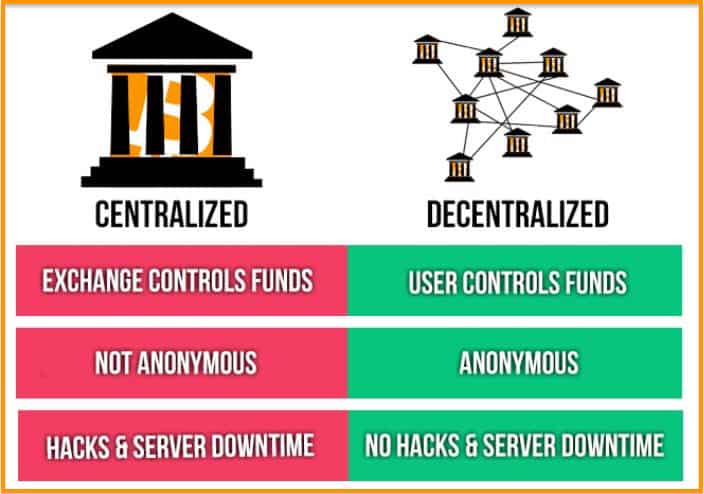 CENTRALIZED
DECENTRALIZED
EXCHANGE CONTROLS FUNDS
USER CONTROLS FUNDS
NOT ANONYMOUS
ANONYMOUS
HACKS & SERVER DOWNTIME
NO HACKS & SERVER DOWNTIME